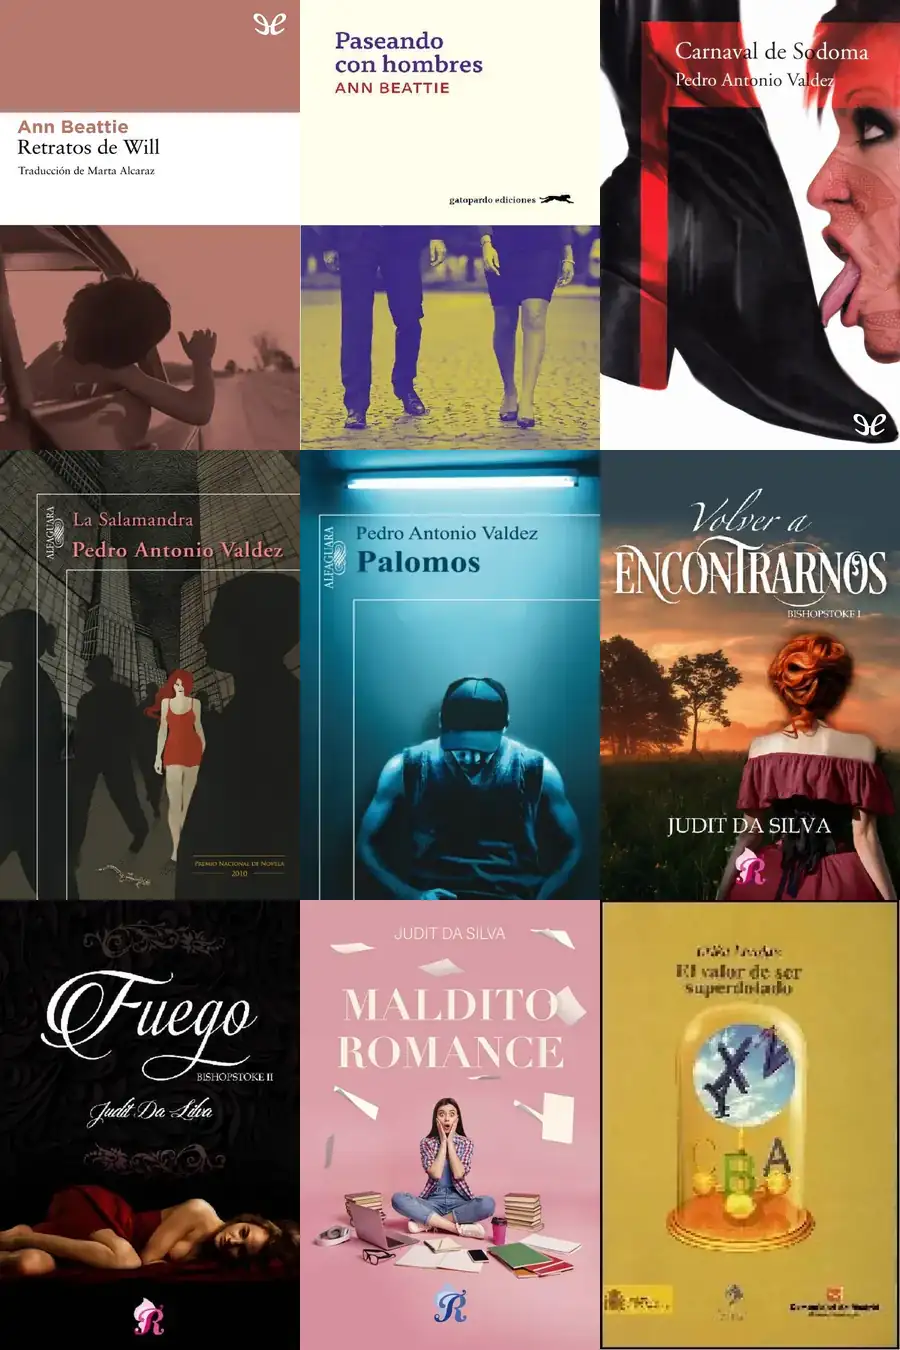 Ann Beattie
Retratos de Will
Traducción de Marta Alcaraz
Paseando
con hombres
ANN BEATTIE
gatopardo ediciones
Carnaval de Sodoma
Pedro Antonio Valdez
ALFAGUARA
La Salamandra
Pedro Antonio Valdez
PREMIO NACIONAL DE NOVELA
2010
ALFAGUARA
Pedro Antonio Valdez
Palomos
Volver a
ENCONTRARNOS
BISHOPSTOKE I
JUDIT DA SILVA
R
Fuego
BISHOPSTOKE II
Judit Da Silva
R
JUDIT DA SILVA
MALDITO
ROMANCE
R
El valor de ser
superdotado
X
B A